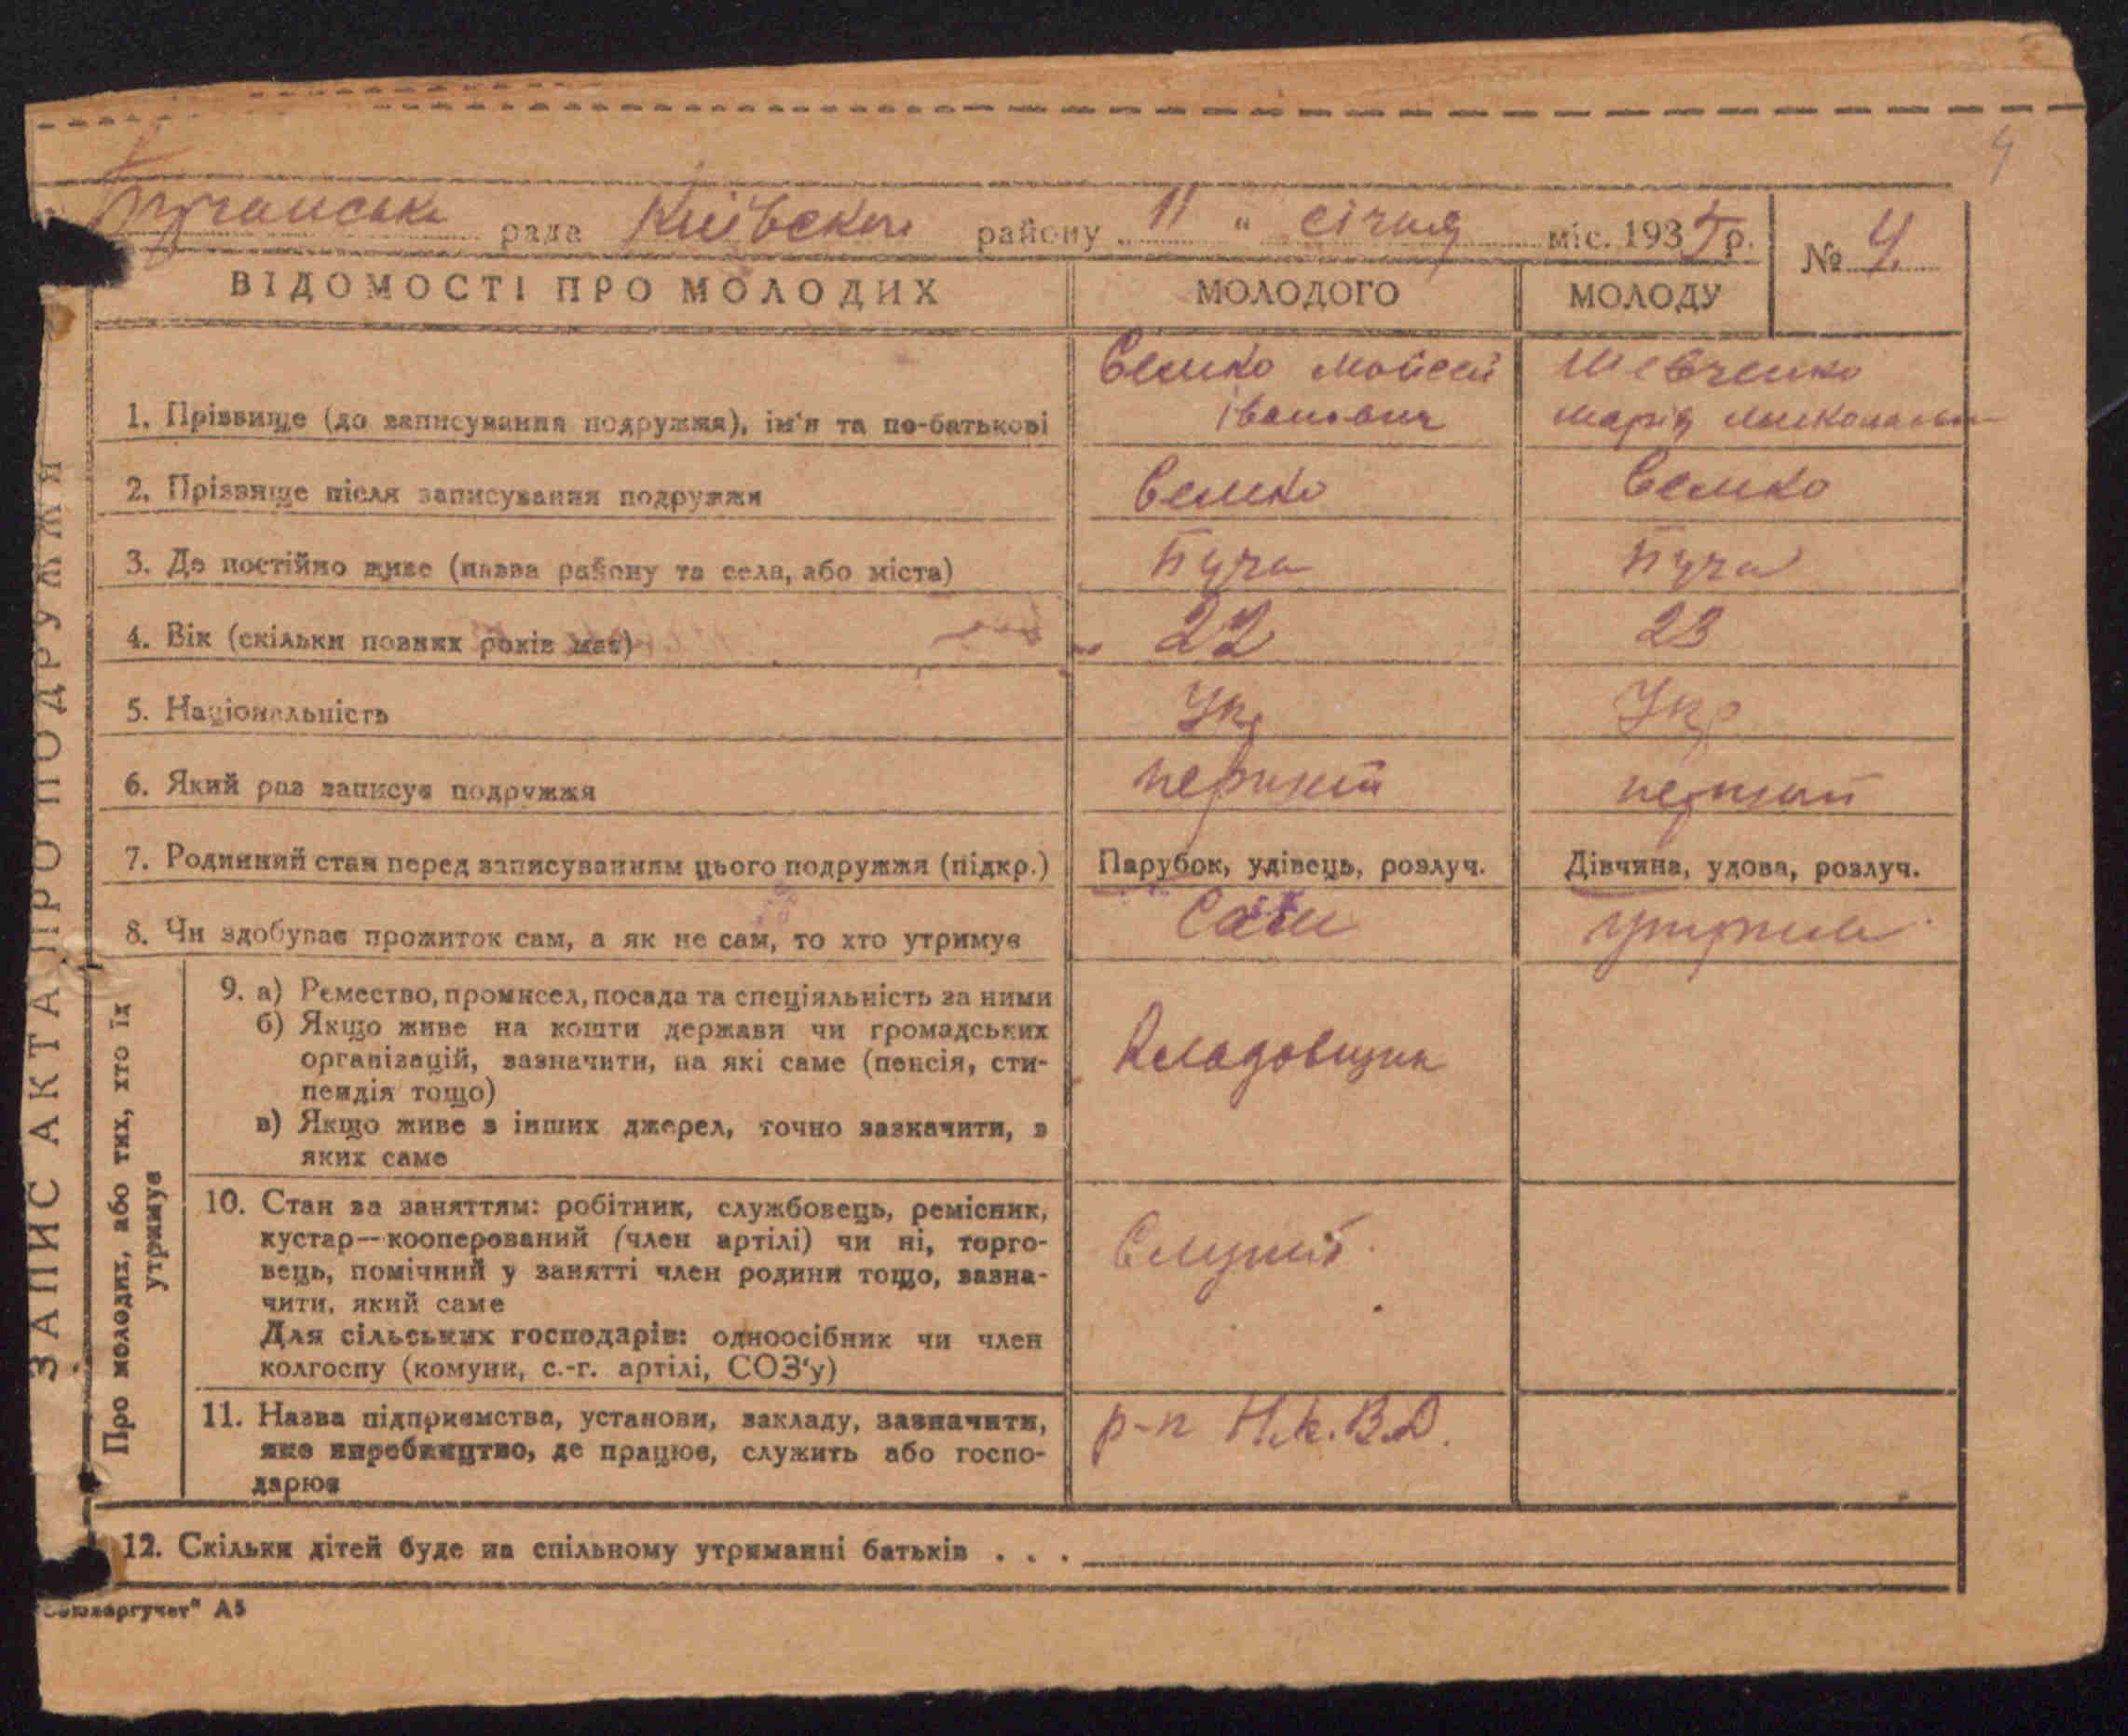 4
Бучанська рада Київсько району 11 " січня міс. 1935 р. № 4
ВІДОМОСТІ ПРО МОЛОДИХ МОЛОДОГО МОЛОДУ
Семко Мойсей Шевченко
1. Прізвище (до записування подружжя), ім'я та по-батькові Іванович Марія Миколаевн
2. Прізвище після записування подружжя Семко Семко
3. Де постійно живе (назва району та села, або міста) Буча Буча
4. Вік (скільки повних років має) 22 23
5. Національність Укр Укр
6. Який раз записує подружжя перший перший
7. Родинний стан перед записуванням цього подружжя (підкр.) Парубок, удівець, розлуч. Дівчина, удова, розлуч.
8. Чи здобуває прожиток сам, а як не сам, то хто утримує Сам
9. а) Ремество, промисел, посада та спеціяльність за ними
б) Якщо живе на кошти держави чи громадських
організацій, зазначити, на які саме (пенсія, сти- Кладовщик
пендія тощо)
в) Якщо живе з інших джерел, точно зазначити, з
яких саме
10. Стан за заняттям: робітник, службовець, ремісник,
кустар—кооперований (член артілі) чи ні, торго-
вець, помічний у занятті член родини тощо, зазна-
чити, який саме
Для сільських господарів: одноосібник чи член
колгоспу (комуни, с.-г. артілі, СОЗ'у)
11. Назва підприємства, установи, закладу, зазначити, р-п Н.К.В.Д.
яке виробництво, де працює, служить або госпо-
дарює
12. Скільки дітей буде на спільному утриманні батьків . . .
ЗАПИС АКТА ПРО ПОДРУЖЖЯ
Про молодих, або тих, хто їх
утримує
"Союзоргучет" А5